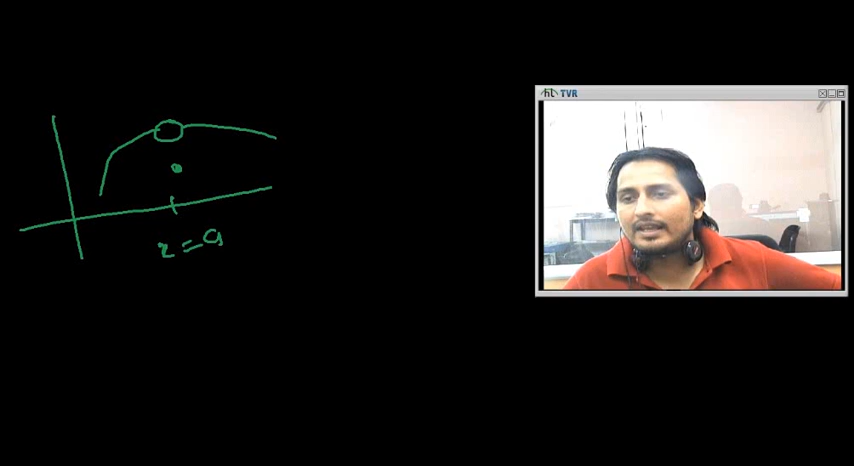 TVR
x = a